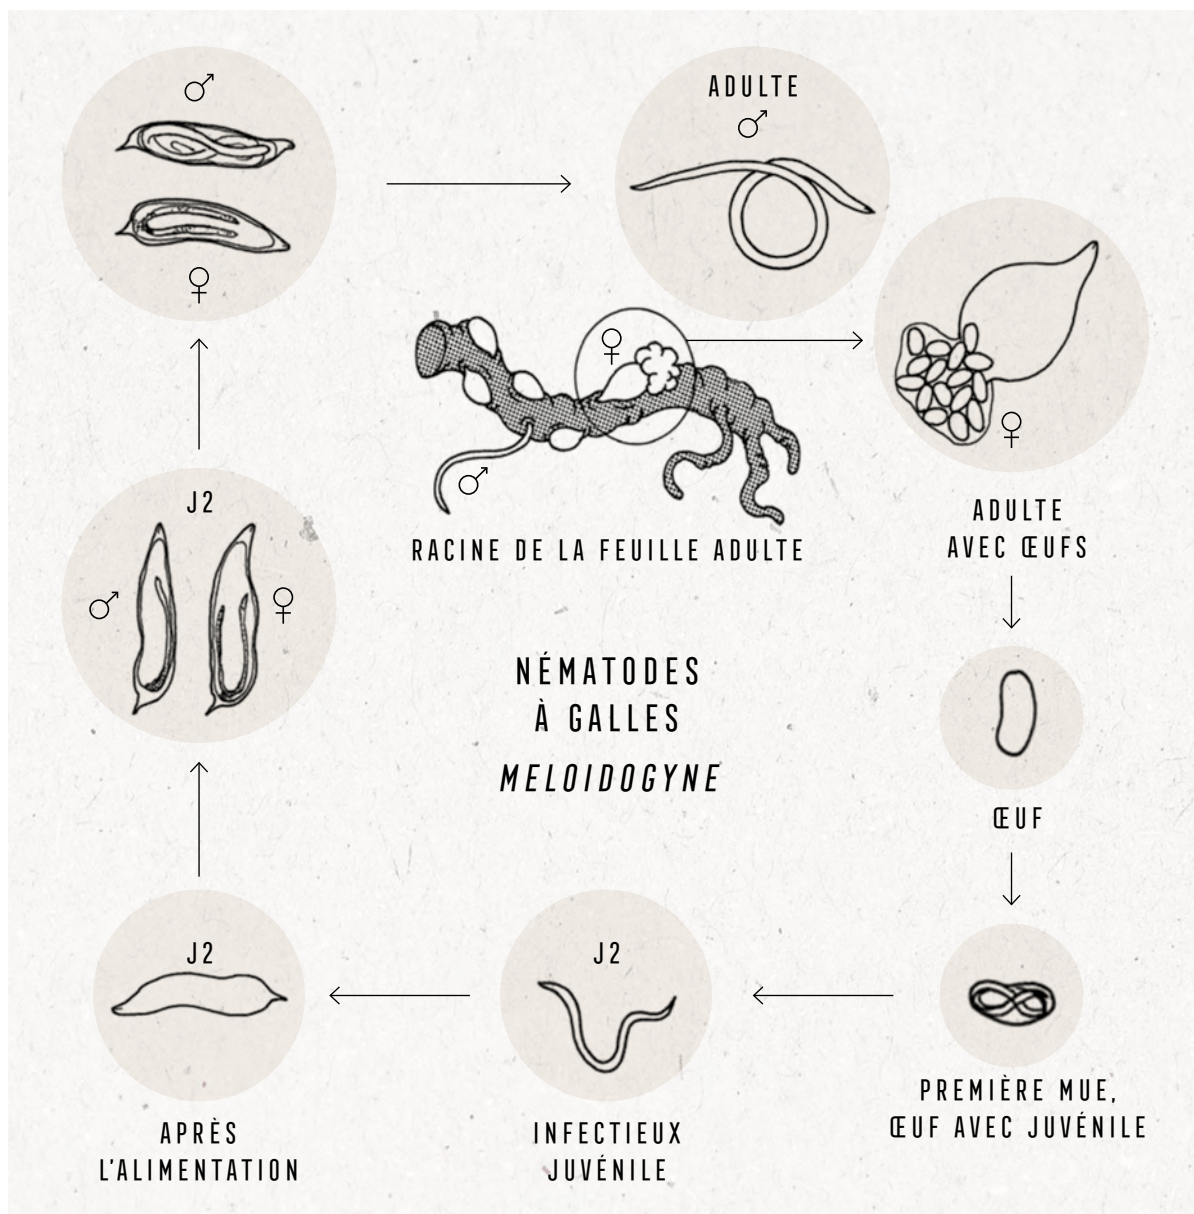 ♂
♀
ADULTE
♂
♀
♂
RACINE DE LA FEUILLE ADULTE
♀
ADULTE
AVEC ŒUFS
J2
♂
♀
NÉMATODES
À GALLES
MELOIDOGYNE
ŒUF
J2
APRÈS
L'ALIMENTATION
J2
INFECTIEUX
JUVÉNILE
PREMIÈRE MUE,
ŒUF AVEC JUVÉNILE